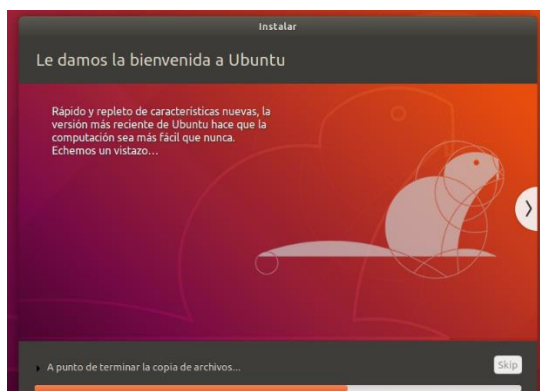 Instalar
Le damos la bienvenida a Ubuntu
Rápido y repleto de características nuevas, la
versión más reciente de Ubuntu hace que la
computación sea más fácil que nunca.
Echemos un vistazo...
A punto de terminar la copia de archivos...
Skip